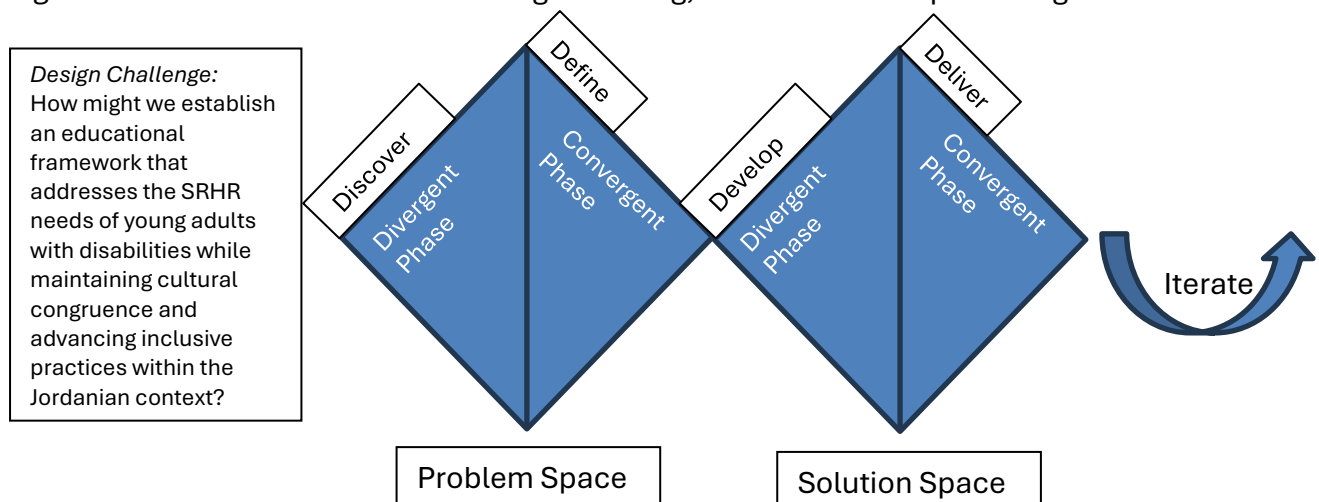 Design Challenge:
How might we establish
an educational
framework that
addresses the SRHR
needs of young adults
with disabilities while
maintaining cultural
congruence and
advancing inclusive
practices within the
Jordanian context?
Discover
Divergent
Phase
Define
Convergent
Phase
Develop
Divergent
Phase
Deliver
Convergent
Phase
Iterate
Problem Space
Solution Space